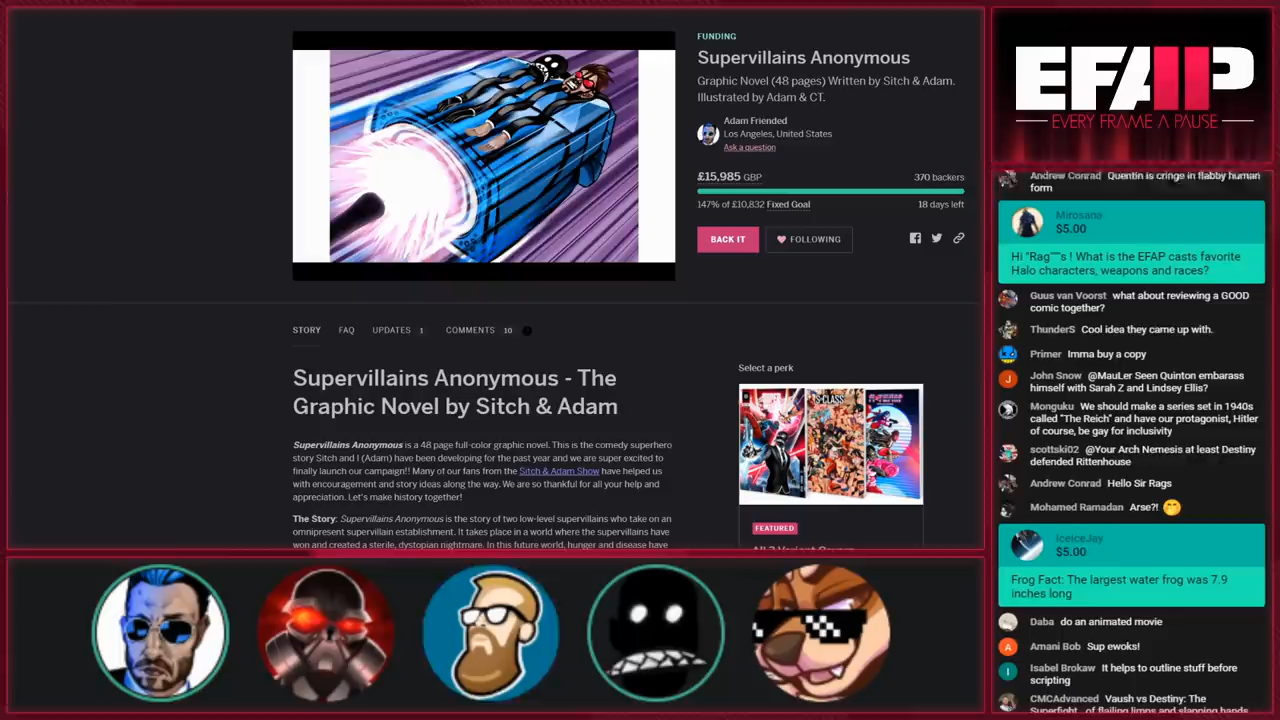 FUNDING
Supervillains Anonymous
Graphic Novel (48 pages) Written by Sitch & Adam.
Illustrated by Adam & CT.
Adam Friended
Los Angeles, United States
Ask a question
£15,985 GBP
370 backers
147% of £10,832 Fixed Goal
18 days left
BACK IT
FOLLOWING
STORY
FAQ
UPDATES 1
COMMENTS 10
Supervillains Anonymous - The
Graphic Novel by Sitch & Adam
Supervillains Anonymous is a 48 page full-color graphic novel. This is the comedy superhero
story Sitch and I (Adam) have been developing for the past year and we are super excited to
finally launch our campaign!! Many of our fans from the Sitch & Adam Show have helped us
with encouragement and story ideas along the way. We are so thankful for all your help and
appreciation. Let's make history together!
The Story: Supervillains Anonymous is the story of two low-level supervillains who take on an
omnipresent supervillain establishment. It takes place in a world where the supervillains have
won and created a sterile, dystopian nightmare. In this future world, hunger and disease have
Select a perk
S-CLASS
FEATURED
EFAP
EVERY FRAME A PAUSE
Andrew Conrad Quentin is cringe in flabby human
form
Mirosana
$5.00
Hi "Rag"""s ! What is the EFAP casts favorite
Halo characters, weapons and races?
Guus van Voorst what about reviewing a GOOD
comic together?
ThunderS Cool idea they came up with.
Primer Imma buy a copy
John Snow @MauLer Seen Quinton embarass
himself with Sarah Z and Lindsey Ellis?
Monguku We should make a series set in 1940s
called "The Reich" and have our protagonist, Hitler
of course, be gay for inclusivity
scottski02 @Your Arch Nemesis at least Destiny
defended Rittenhouse
Andrew Conrad Hello Sir Rags
Mohamed Ramadan Arse?!
IceIceJay
$5.00
Frog Fact: The largest water frog was 7.9
inches long
Daba do an animated movie
Amani Bob Sup ewoks!
Isabel Brokaw It helps to outline stuff before
scripting
CMCAdvanced Vaush vs Destiny: The
Superfight...of flailing limps and slapping hands